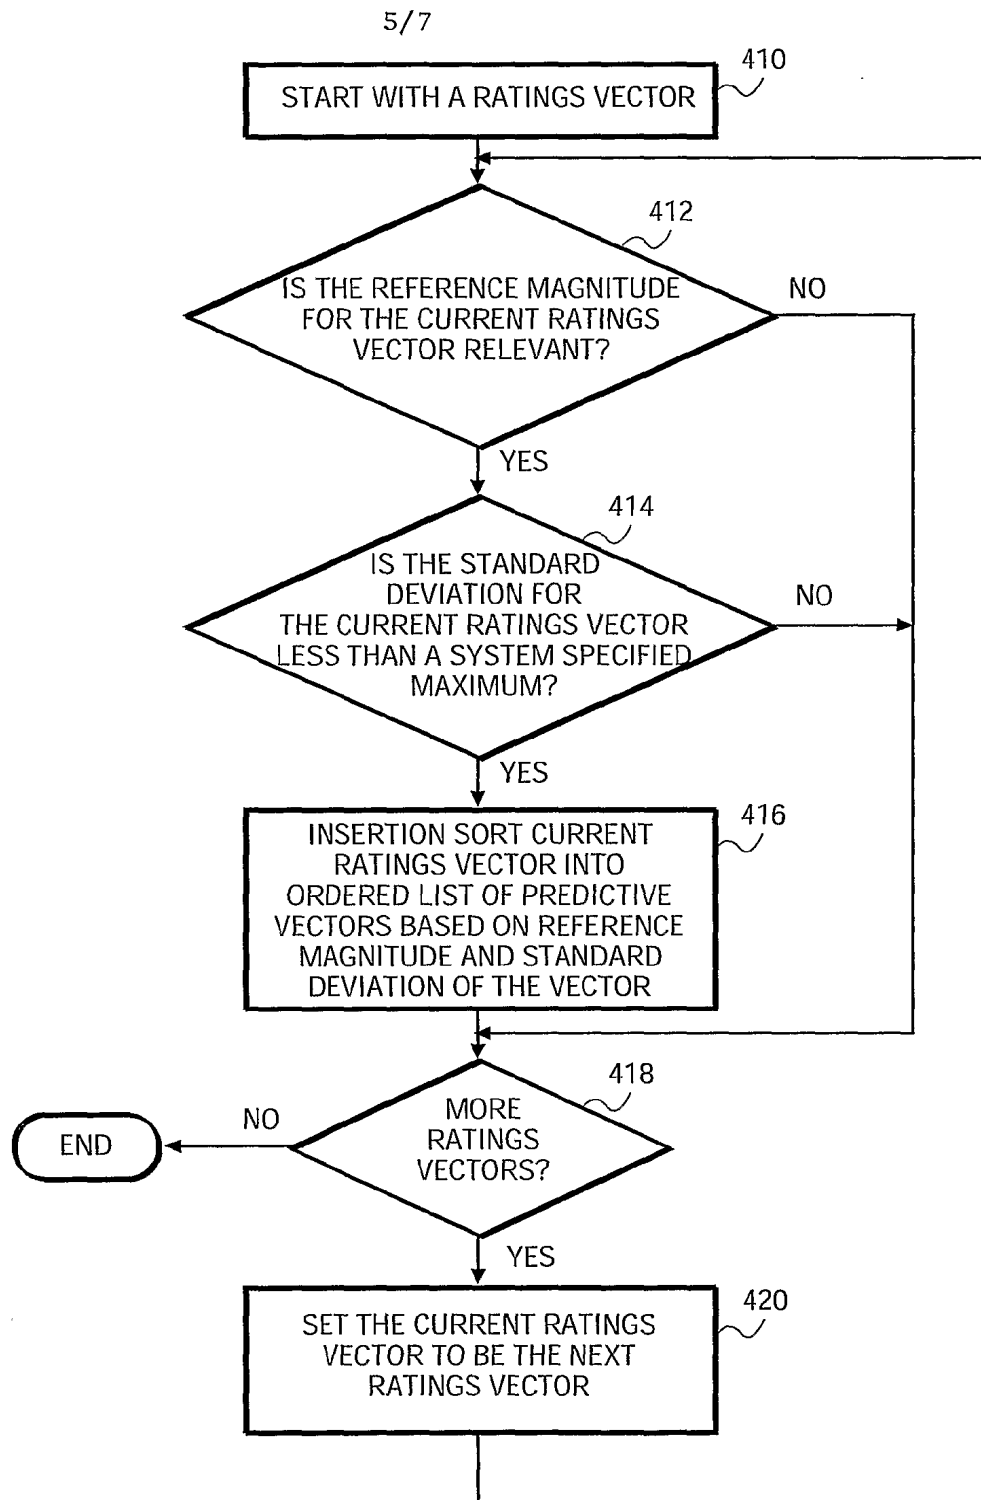 5/7
410
START WITH A RATINGS VECTOR
412
IS THE REFERENCE MAGNITUDE
FOR THE CURRENT RATINGS
VECTOR RELEVANT?
NO
YES
414
IS THE STANDARD
DEVIATION FOR
THE CURRENT RATINGS VECTOR
LESS THAN A SYSTEM SPECIFIED
MAXIMUM?
NO
YES
416
INSERTION SORT CURRENT
RATINGS VECTOR INTO
ORDERED LIST OF PREDICTIVE
VECTORS BASED ON REFERENCE
MAGNITUDE AND STANDARD
DEVIATION OF THE VECTOR
418
MORE
RATINGS
VECTORS?
NO
END
YES
420
SET THE CURRENT RATINGS
VECTOR TO BE THE NEXT
RATINGS VECTOR